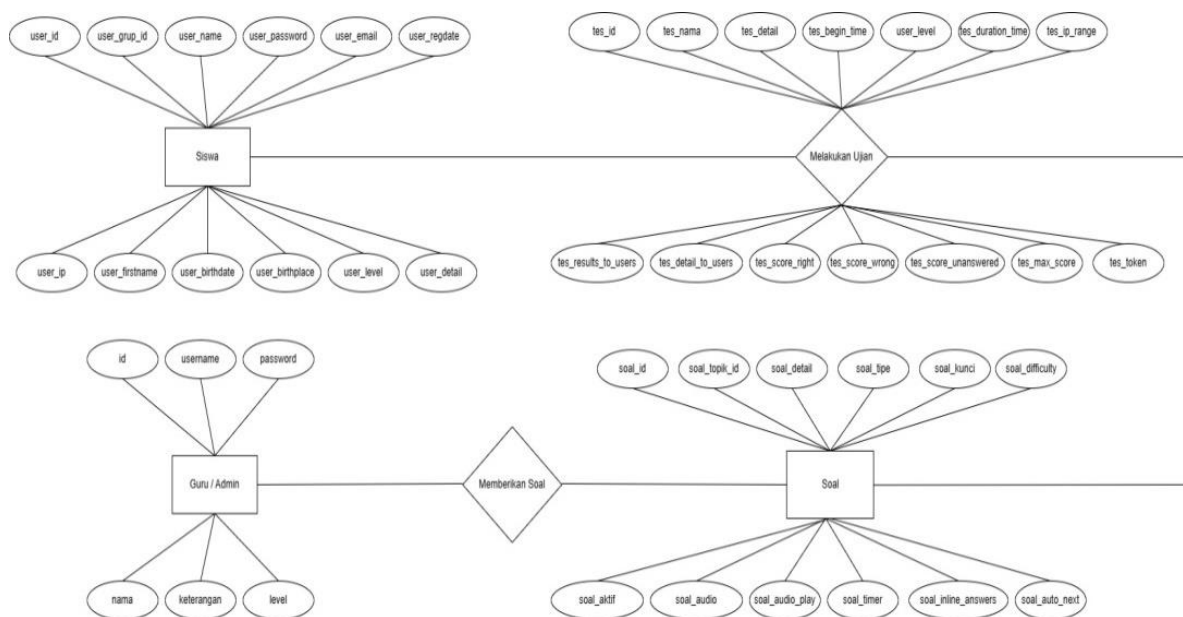 user_id
user_grup_id
user_name
user_password
user_email
user_regdate
tes_id
tes_nama
tes_detail
tes_begin_time
user_level
tes_duration_time
tes_ip_range
Siswa
Melakukan Ujian
user_ip
user_firstname
user_birthdate
user_birthplace
user_level
user_detail
tes_results_to_users
tes_detail_to_users
tes_score_right
tes_score_wrong
tes_score_unanswered
tes_max_score
tes_token
id
username
password
soal_id
soal_topik_id
soal_detail
soal_tipe
soal_kunci
soal_difficulty
Guru / Admin
Memberikan Soal
Soal
nama
keterangan
level
soal_aktif
soal_audio
soal_audio_play
soal_timer
soal_inline_answers
soal_auto_next